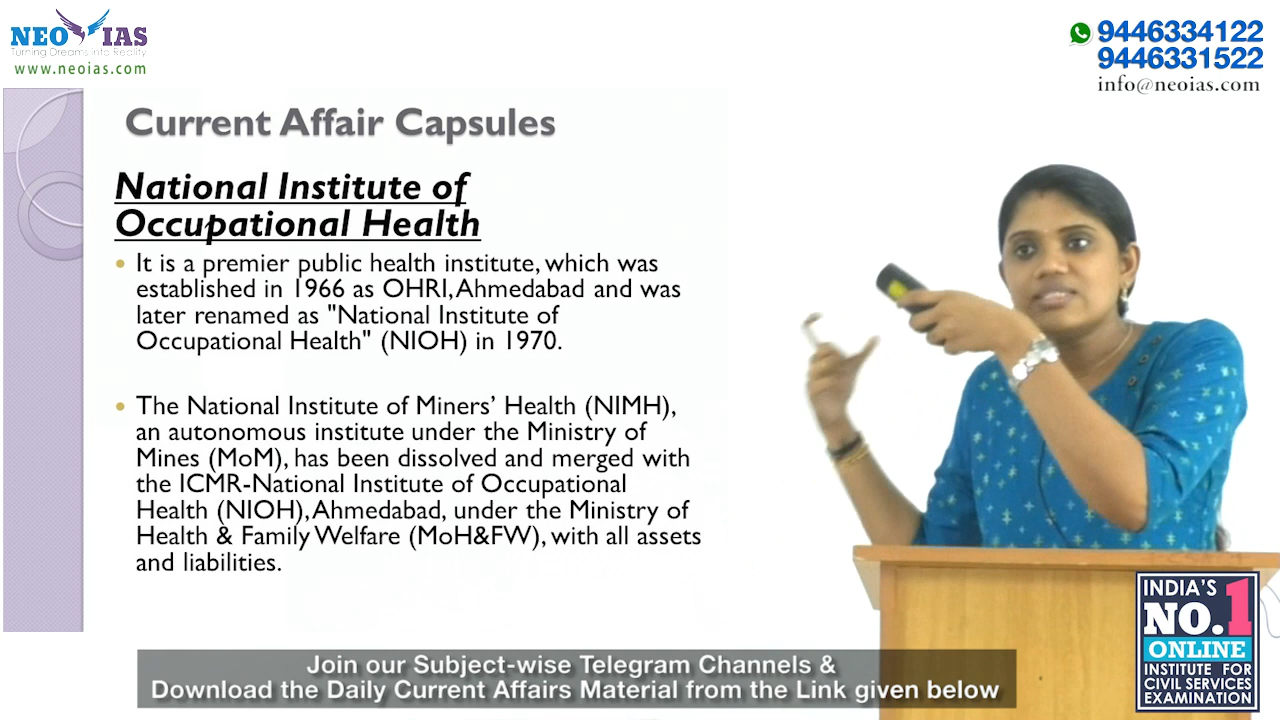 NEO IAS
Turning Dreams into Reality
www.neoias.com
9446334122
9446331522
info@neoias.com
Current Affair Capsules
National Institute of
Occupational Health
It is a premier public health institute, which was
established in 1966 as OHRI, Ahmedabad and was
later renamed as "National Institute of
Occupational Health" (NIOH) in 1970.
The National Institute of Miners’ Health (NIMH),
an autonomous institute under the Ministry of
Mines (MoM), has been dissolved and merged with
the ICMR-National Institute of Occupational
Health (NIOH), Ahmedabad, under the Ministry of
Health & Family Welfare (MoH&FW), with all assets
and liabilities.
INDIA'S
NO.1
ONLINE
INSTITUTE FOR
CIVIL SERVICES
EXAMINATION
Join our Subject-wise Telegram Channels &
Download the Daily Current Affairs Material from the Link given below